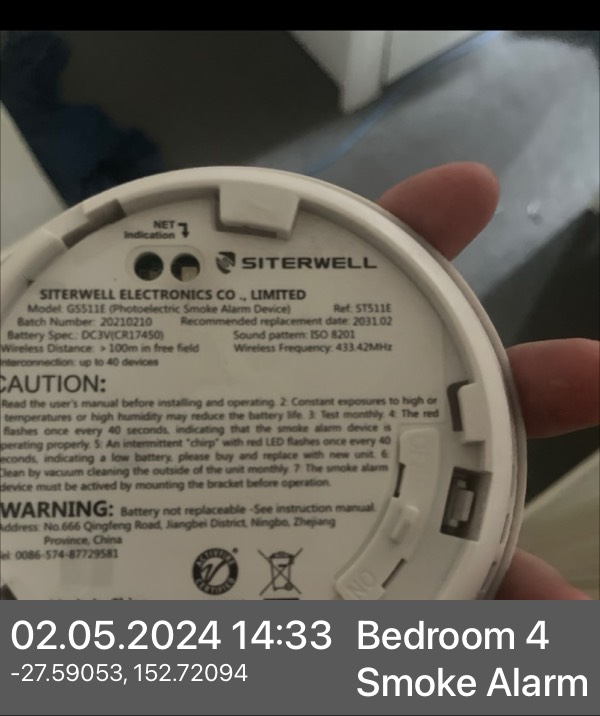 NET
Indication
SITERWELL
SITERWELL ELECTRONICS CO ., LIMITED
Model: GS511E (Photoelectric Smoke Alarm Device) Ref: ST511E
Batch Number: 20210210 Recommended replacement date: 2031.02
Battery Spec.: DC3V(CR17450) Sound pattern: ISO 8201
Wireless Distance: > 100m in free field Wireless Frequency: 433.42MHz
Interconnection: up to 40 devices
CAUTION:
Read the user's manual before installing and operating. 2: Constant exposures to high or
temperatures or high humidity may reduce the battery life. 3: Test monthly. 4: The red
flashes once every 40 seconds, indicating that the smoke alarm device is
perating properly. 5: An intermittent "chirp" with red LED flashes once every 40
econds, indicating a low battery, please buy and replace with new unit. 6:
Clean by vacuum cleaning the outside of the unit monthly. 7: The smoke alarm
device must be actived by mounting the bracket before operation.
WARNING: Battery not replaceable -See instruction manual.
Address: No.666 Qingfeng Road, Jiangbei District, Ningbo, Zhejiang
Province, China
el: 0086-574-87729581
ON
02.05.2024 14:33 Bedroom 4
-27.59053, 152.72094 Smoke Alarm